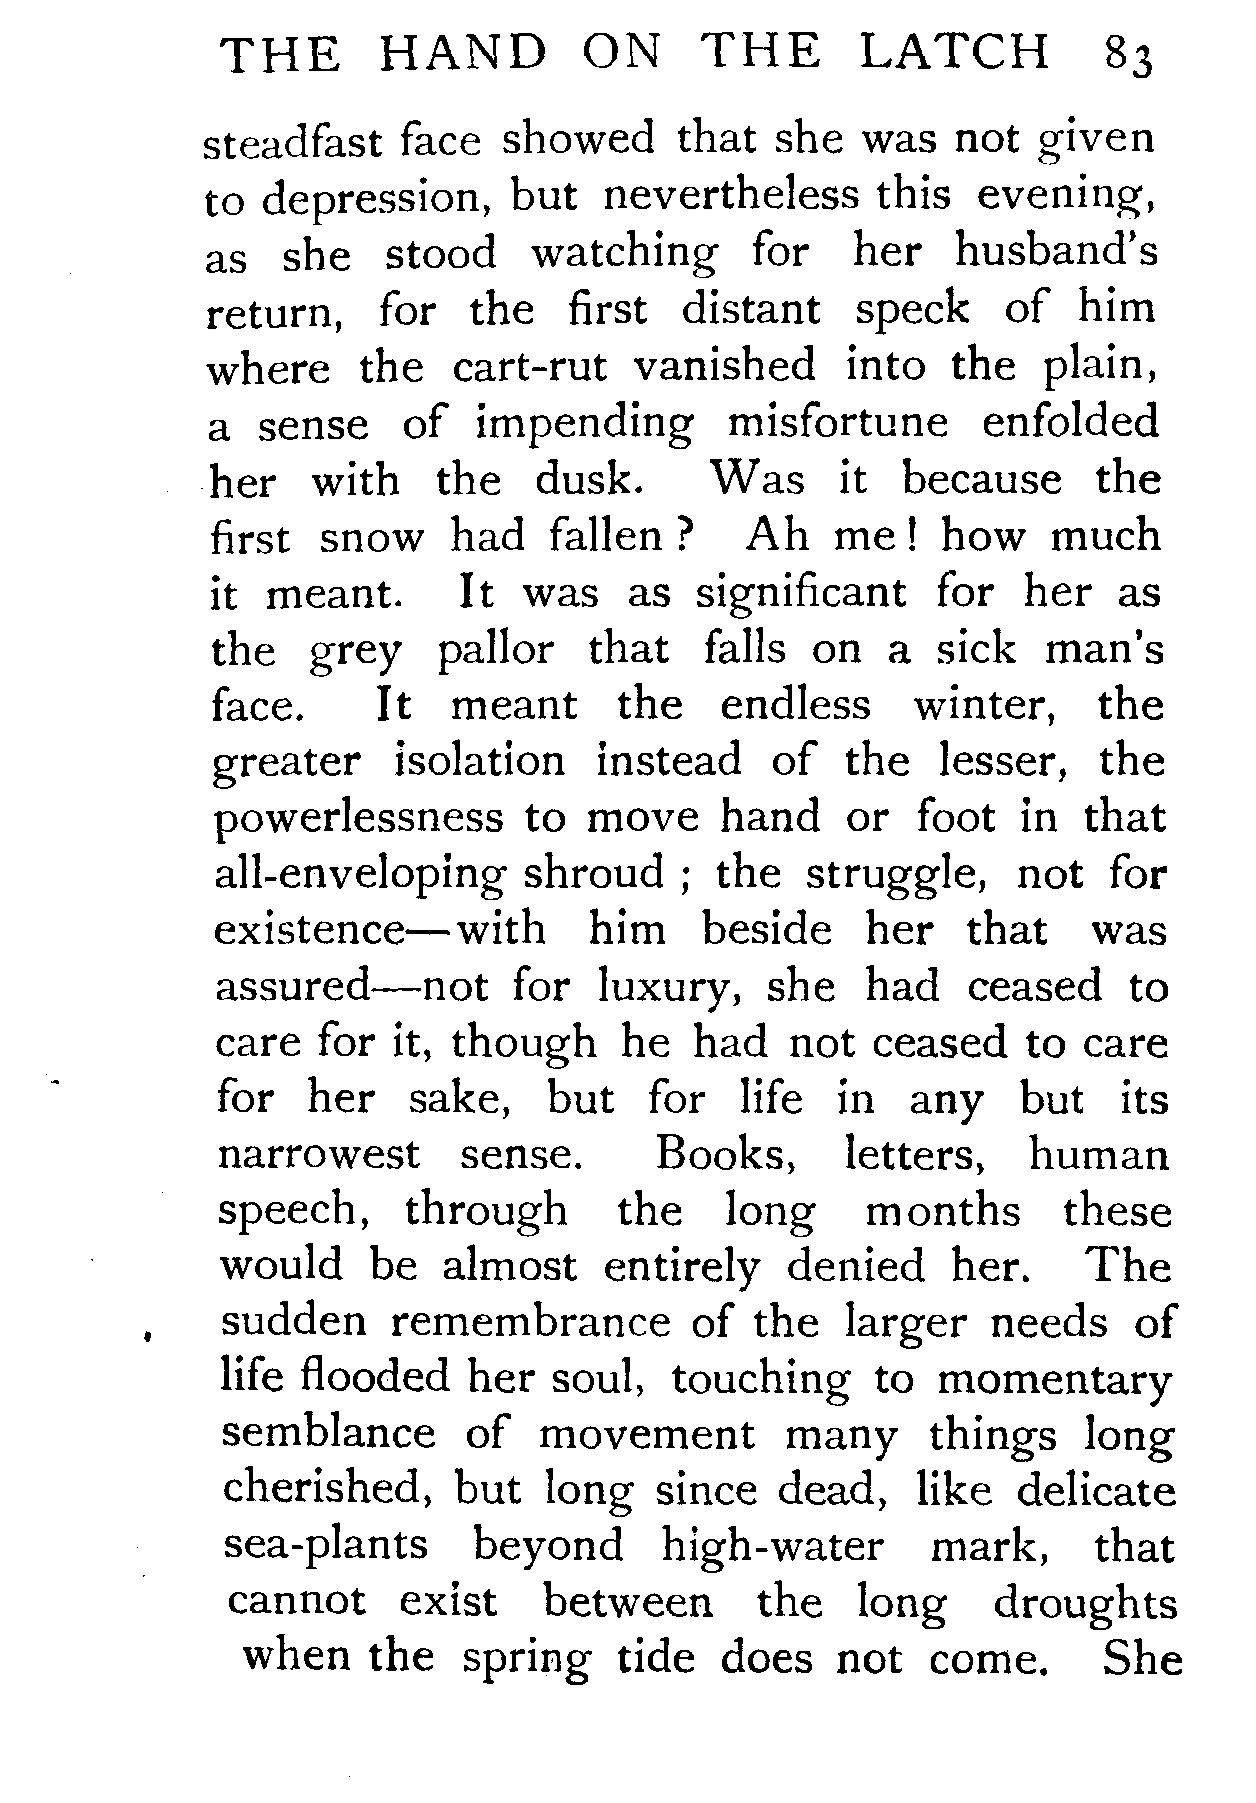 THE HAND ON THE LATCH 83
steadfast face showed that she was not given
to depression, but nevertheless this evening,
as she stood watching for her husband's
return, for the first distant speck of him
where the cart-rut vanished into the plain,
a sense of impending misfortune enfolded
her with the dusk. Was it because the
first snow had fallen ? Ah me ! how much
it meant. It was as significant for her as
the grey pallor that falls on a sick man's
face. It meant the endless winter, the
greater isolation instead of the lesser, the
powerlessness to move hand or foot in that
all-enveloping shroud ; the struggle, not for
existence—with him beside her that was
assured—not for luxury, she had ceased to
care for it, though he had not ceased to care
for her sake, but for life in any but its
narrowest sense. Books, letters, human
speech, through the long months these
would be almost entirely denied her. The
sudden remembrance of the larger needs of
life flooded her soul, touching to momentary
semblance of movement many things long
cherished, but long since dead, like delicate
sea-plants beyond high-water mark, that
cannot exist between the long droughts
when the spring tide does not come. She